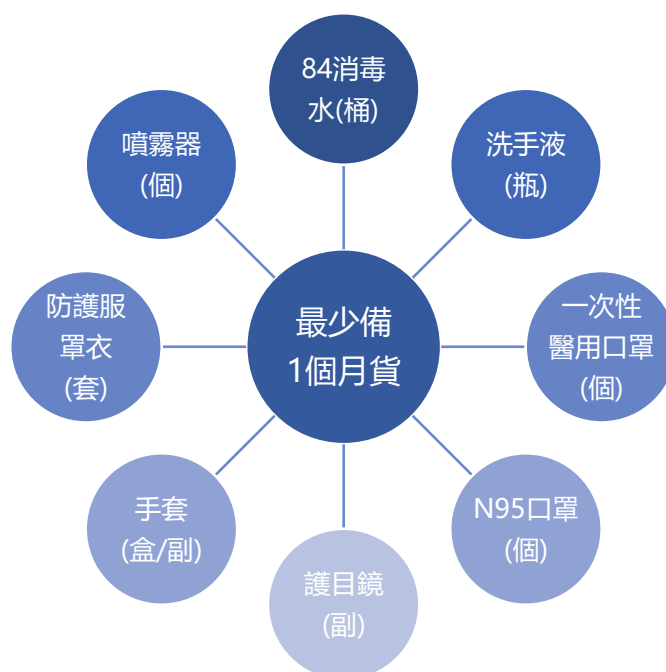 84消毒
水(桶)
洗手液
(瓶)
一次性
醫用口罩
(個)
N95口罩
(個)
護目鏡
(副)
手套
(盒/副)
防護服
罩衣
(套)
噴霧器
(個)
最少備
1個月貨